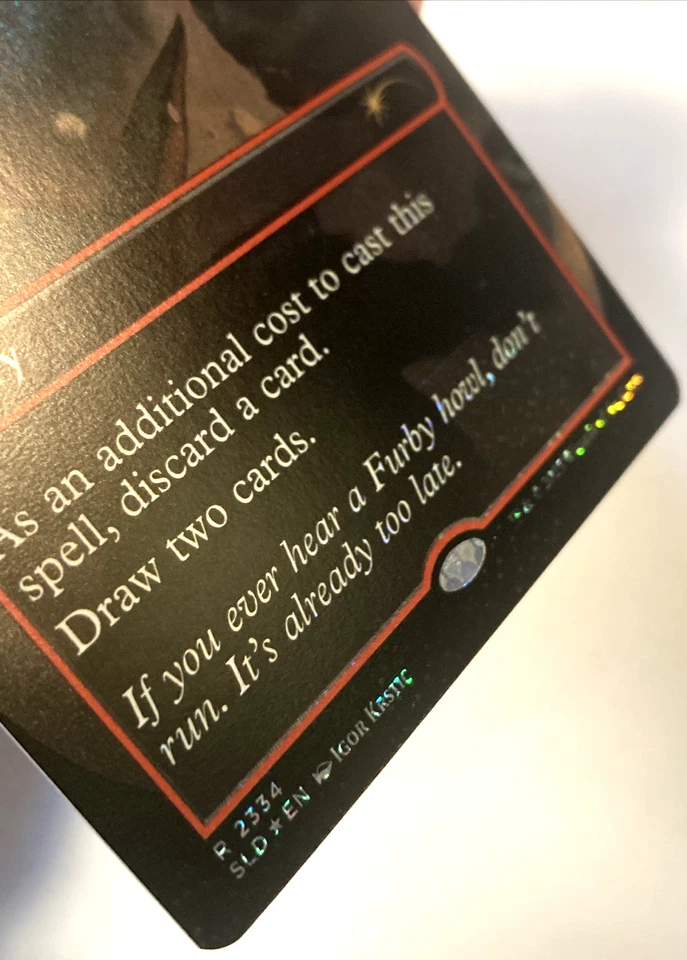 y
As an additional cost to cast this
spell, discard a card.
Draw two cards.
If you ever hear a Furby howl, don't
run. It's already too late.
R 2334
SLD ★ EN IGOR KRSTIC